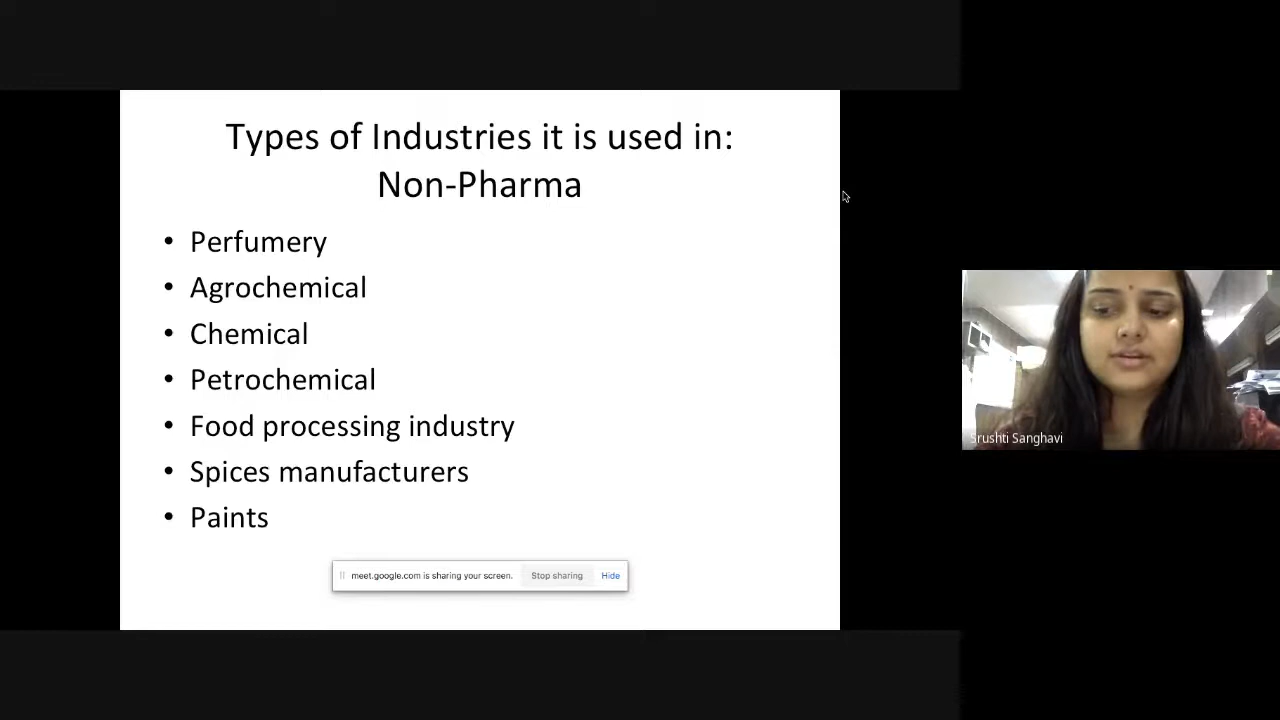 Types of Industries it is used in:
Non-Pharma
• Perfumery
• Agrochemical
• Chemical
• Petrochemical
• Food processing industry
• Spices manufacturers
• Paints
meet.google.com is sharing your screen. Stop sharing Hide
Srushti Sanghavi